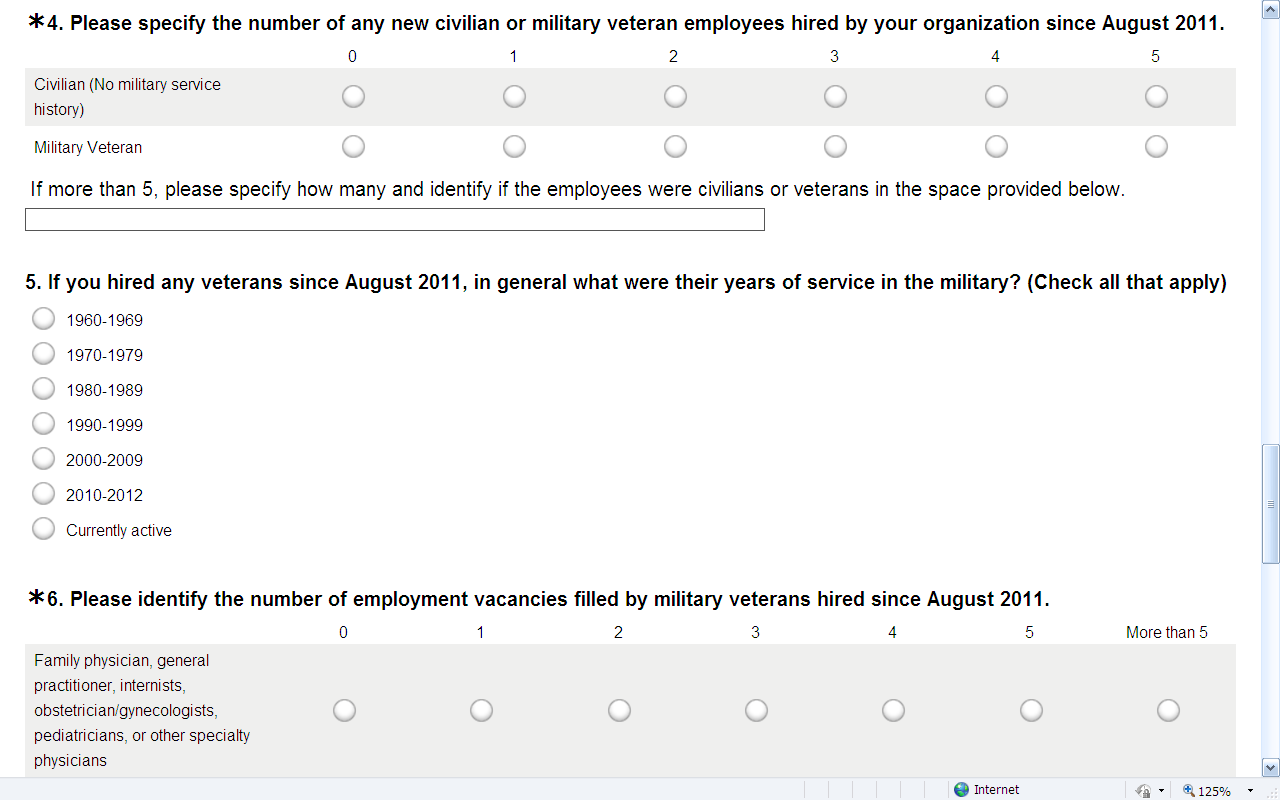 *4. Please specify the number of any new civilian or military veteran employees hired by your organization since August 2011.
0 1 2 3 4 5
Civilian (No military service
history)
Military Veteran
If more than 5, please specify how many and identify if the employees were civilians or veterans in the space provided below.
5. If you hired any veterans since August 2011, in general what were their years of service in the military? (Check all that apply)
1960-1969
1970-1979
1980-1989
1990-1999
2000-2009
2010-2012
Currently active
*6. Please identify the number of employment vacancies filled by military veterans hired since August 2011.
0 1 2 3 4 5 More than 5
Family physician, general
practitioner, internists,
obstetrician/gynecologists,
pediatricians, or other specialty
physicians
Internet 125%